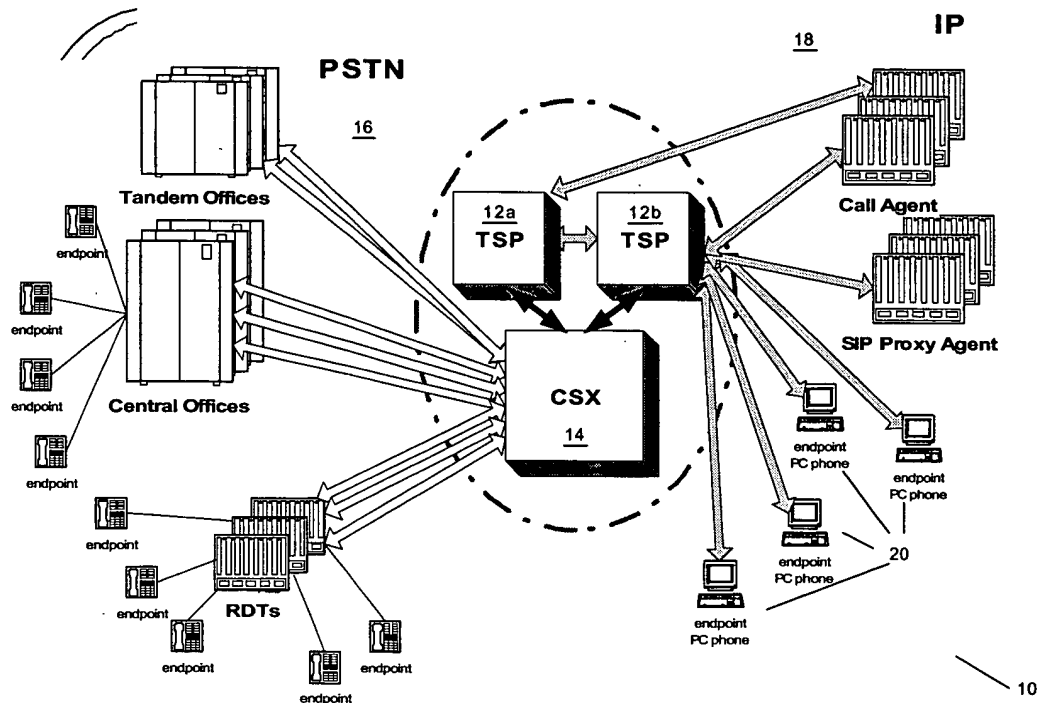 IP
18
PSTN
16
Tandem Offices
12a
TSP
12b
TSP
Call Agent
endpoint
endpoint
SIP Proxy Agent
CSX
14
endpoint
Central Offices
endpoint
endpoint
PC phone
endpoint
PC phone
endpoint
PC phone
20
endpoint
endpoint
RDTs
endpoint
PC phone
endpoint
endpoint
endpoint
10